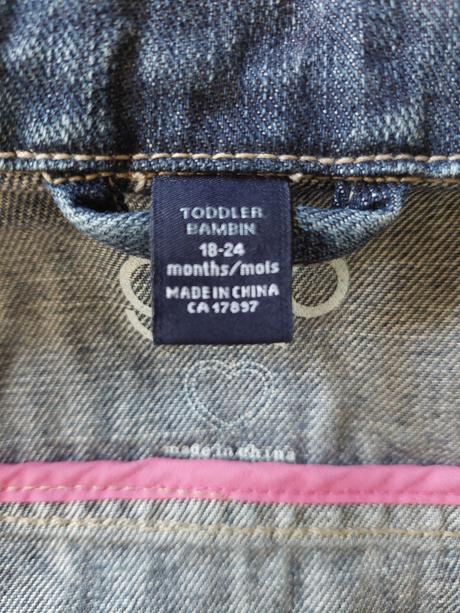 TODDLER
BAMBIN
18-24
months/mois
MADE IN CHINA
CA 17897
made in china